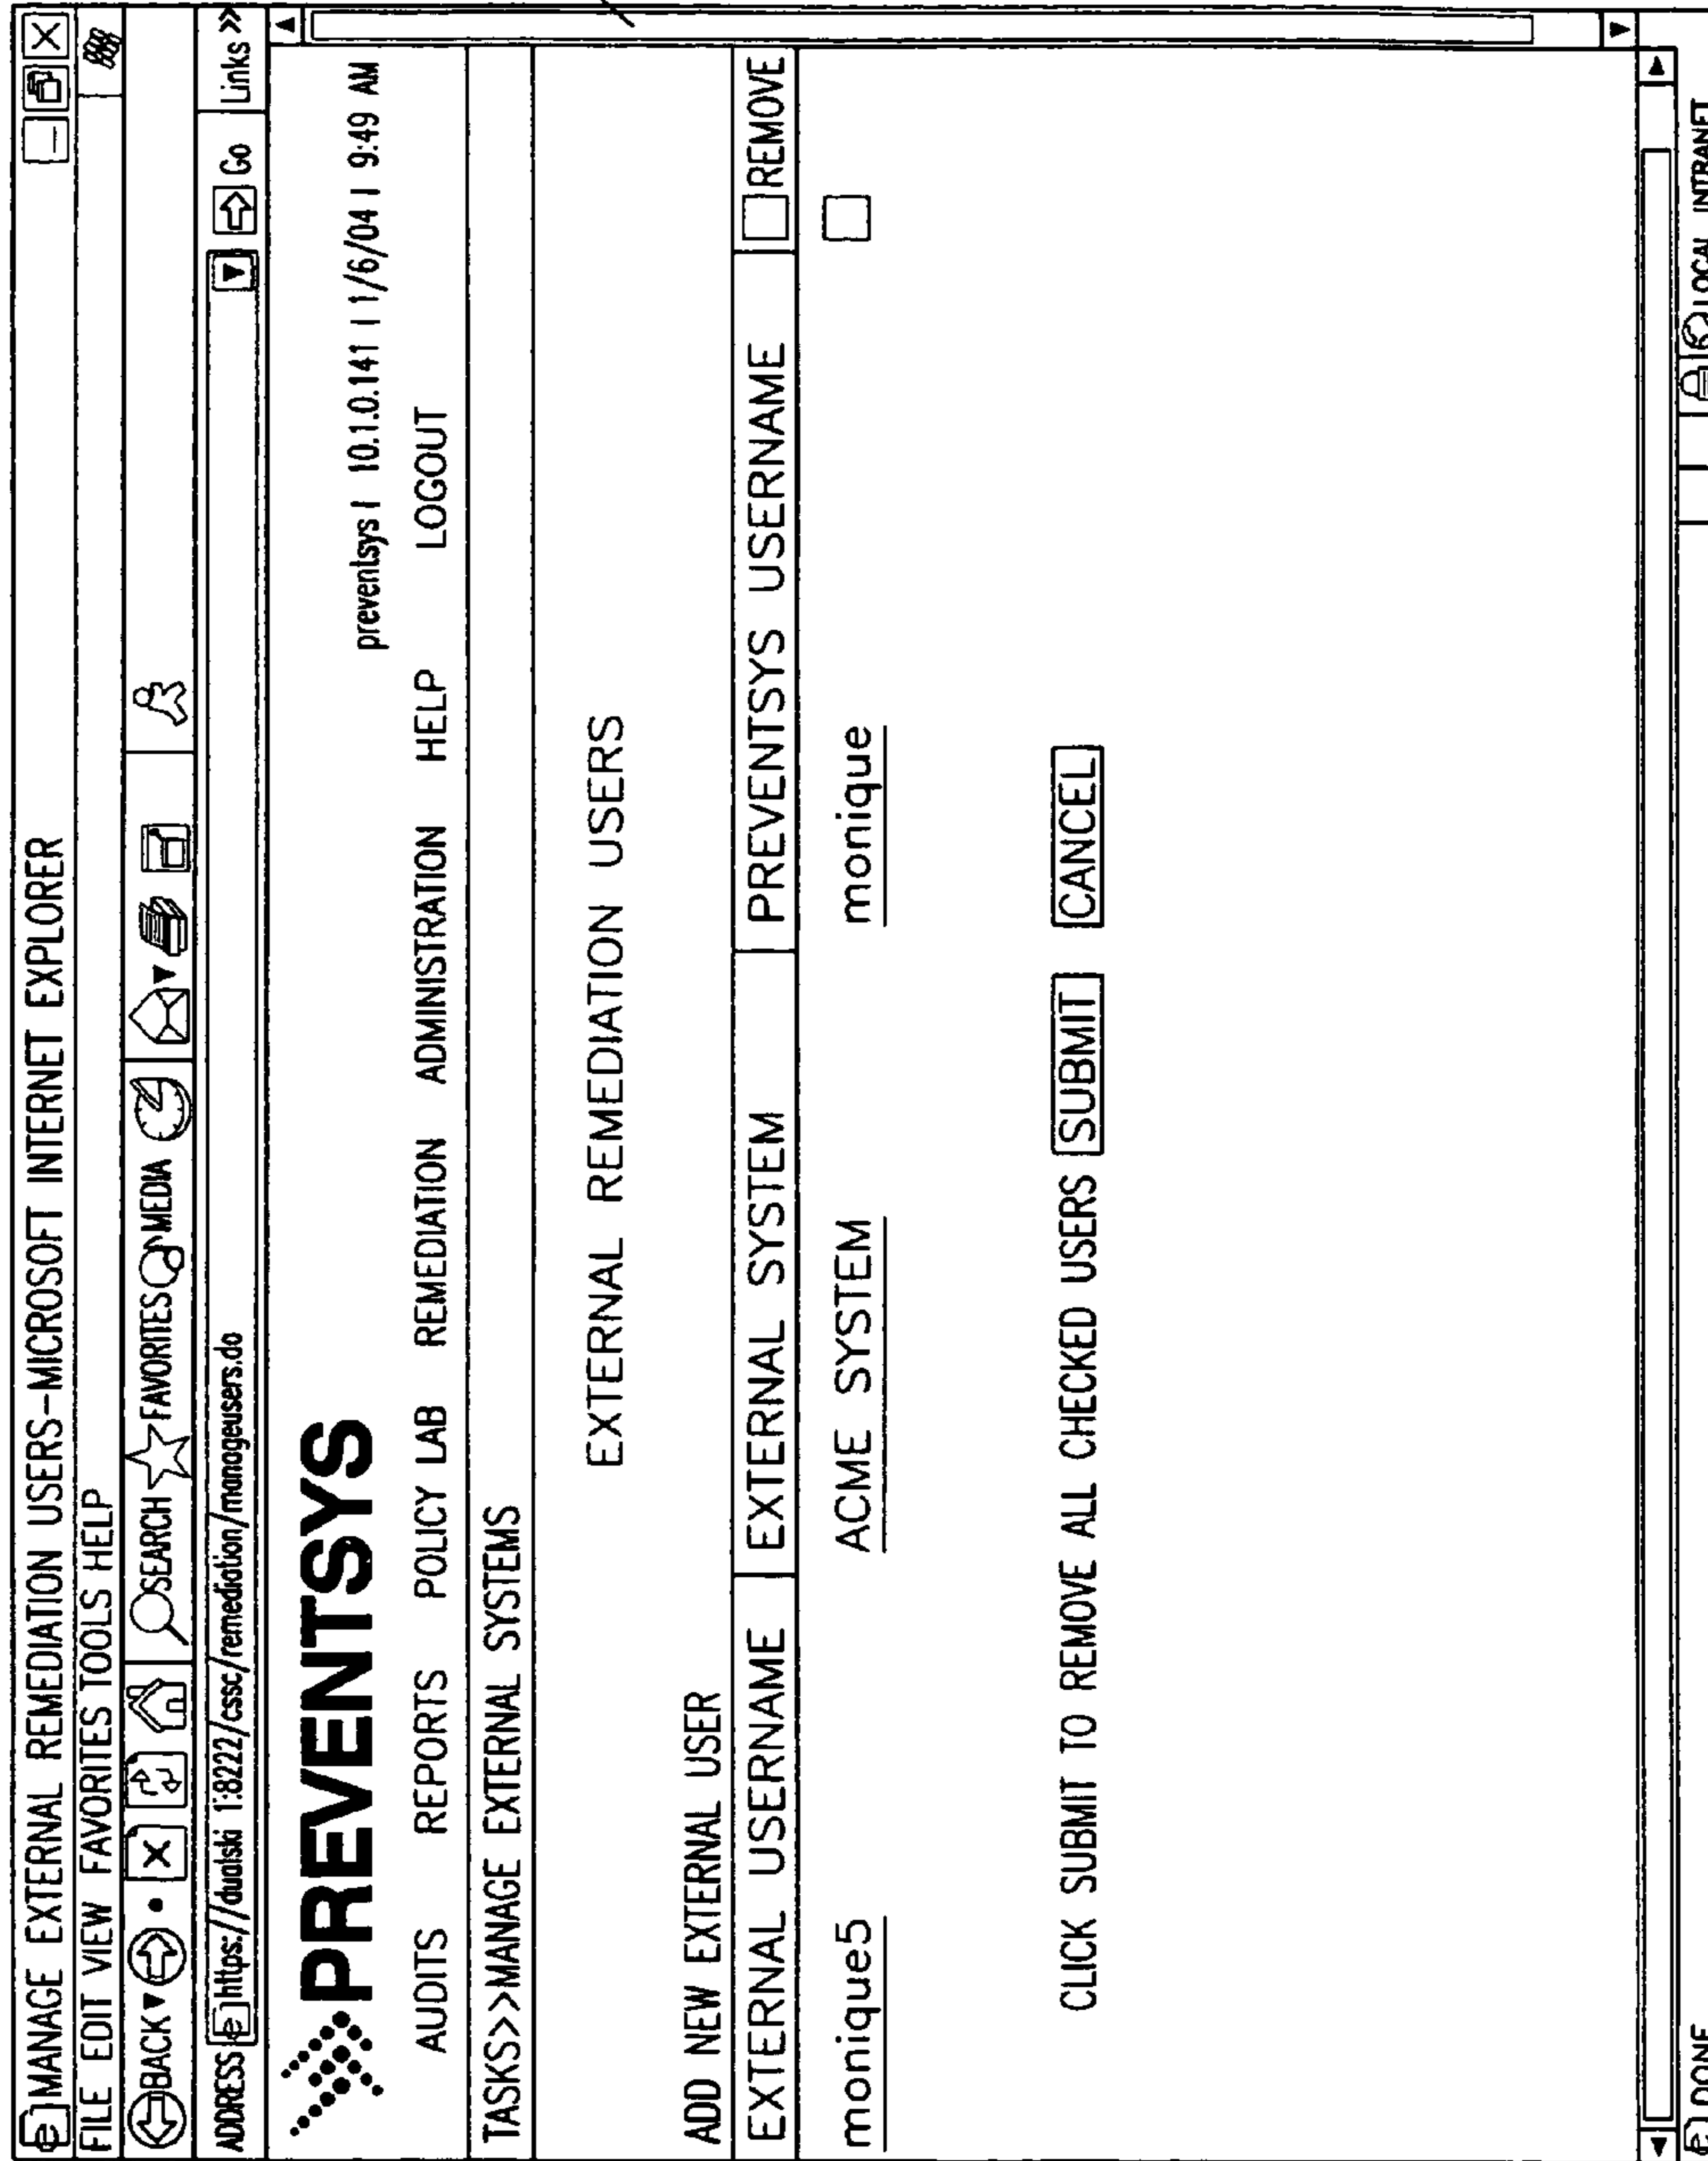 MANAGE EXTERNAL REMEDIATION USERS-MICROSOFT INTERNET EXPLORER
FILE EDIT VIEW FAVORITES TOOLS HELP
BACK SEARCH FAVORITES MEDIA
ADDRESS https://dualski 1:8222/cssc/remediation/manageusers.do Go Links >>
PREVENTSYS
preventsys | 10.1.0.141 | 1/6/04 | 9:49 AM
AUDITS REPORTS POLICY LAB REMEDIATION ADMINISTRATION HELP LOGOUT
TASKS>>MANAGE EXTERNAL SYSTEMS
EXTERNAL REMEDIATION USERS
ADD NEW EXTERNAL USER
EXTERNAL USERNAME EXTERNAL SYSTEM PREVENTSYS USERNAME REMOVE
monique5 ACME SYSTEM monique
CLICK SUBMIT TO REMOVE ALL CHECKED USERS SUBMIT CANCEL
DONE LOCAL INTRANET